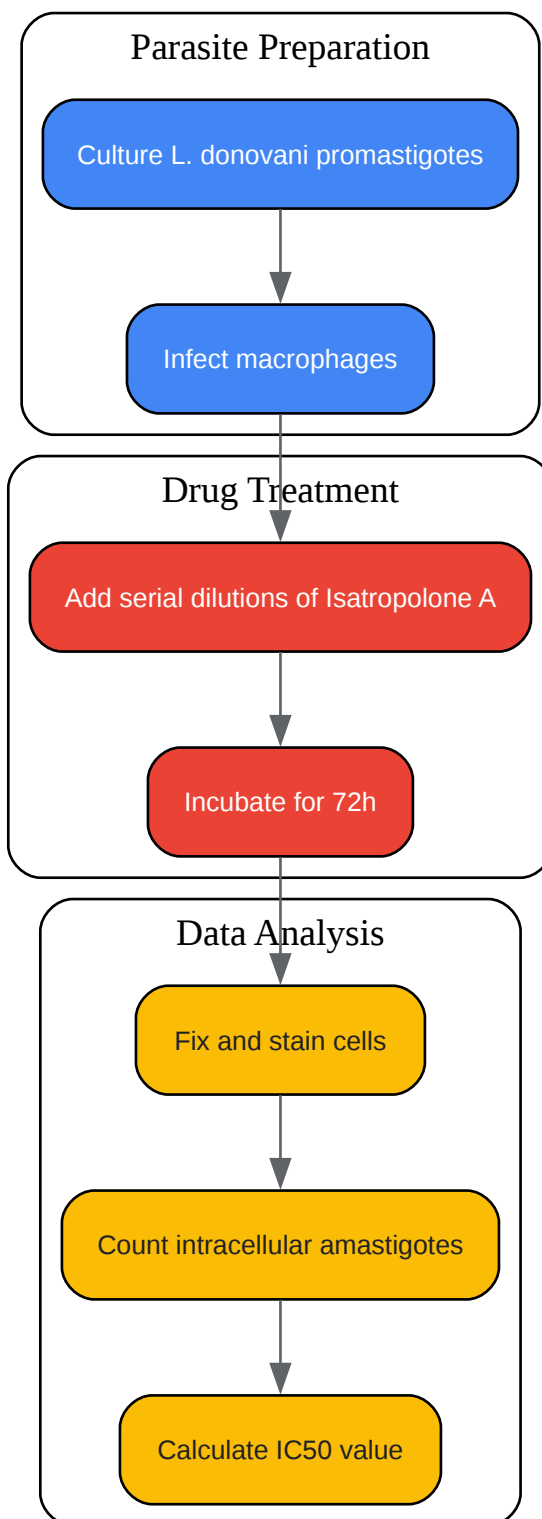 Parasite Preparation
Culture L. donovani promastigotes
Infect macrophages
Drug Treatment
Add serial dilutions of Isatropolone A
Incubate for 72h
Data Analysis
Fix and stain cells
Count intracellular amastigotes
Calculate IC50 value